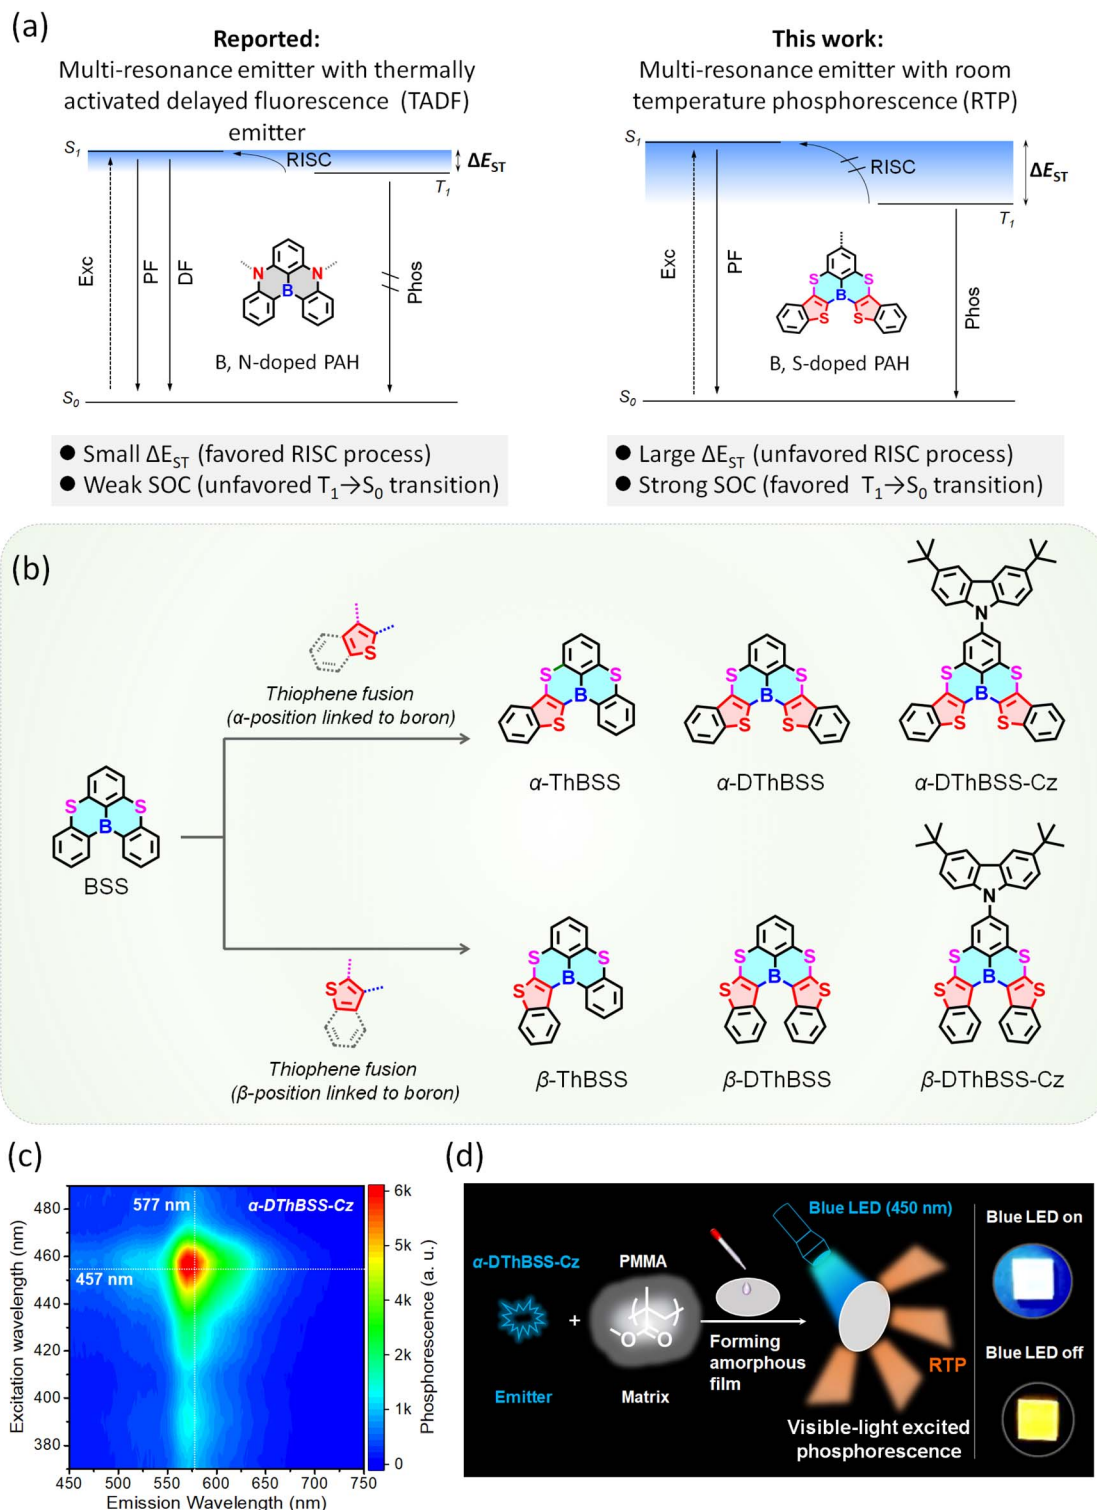 (a)
Reported:
Multi-resonance emitter with thermally
activated delayed fluorescence (TADF)
emitter
S₁
RISC
ΔE_ST
T₁
Exc
PF
DF
Phos
N
N
B
B, N-doped PAH
S₀
● Small ΔE_ST (favored RISC process)
● Weak SOC (unfavored T₁→S₀ transition)
This work:
Multi-resonance emitter with room
temperature phosphorescence (RTP)
S₁
RISC
ΔE_ST
T₁
Exc
PF
Phos
S
S
B
S
S
B, S-doped PAH
S₀
● Large ΔE_ST (unfavored RISC process)
● Strong SOC (favored T₁→S₀ transition)
(b)
S
Thiophene fusion
(α-position linked to boron)
S
S
B
BSS
S
Thiophene fusion
(β-position linked to boron)
S
S
B
S
α-ThBSS
S
S
B
S
S
α-DThBSS
N
S
S
B
S
S
α-DThBSS-Cz
S
S
B
S
β-ThBSS
S
S
B
S
S
β-DThBSS
N
S
S
B
S
S
β-DThBSS-Cz
(c)
577 nm
α-DThBSS-Cz
457 nm
Excitation wavelength (nm)
480
460
440
420
400
380
450 500 550 600 650 700 750
Emission Wavelength (nm)
6k
5k
4k
2k
1k
0
Phosphorescence (a. u.)
(d)
Blue LED (450 nm)
α-DThBSS-Cz
PMMA
+
O
O
Emitter
Matrix
Forming
amorphous
film
RTP
Visible-light excited
phosphorescence
Blue LED on
Blue LED off